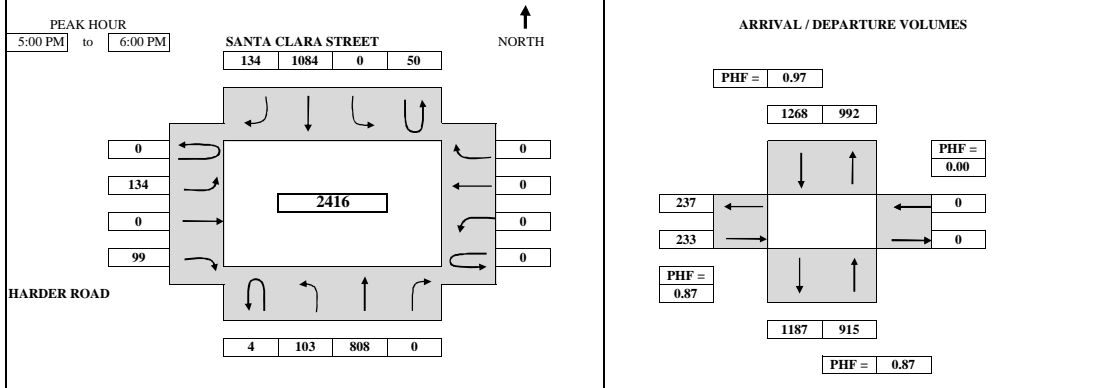 PEAK HOUR
5:00 PM to 6:00 PM
SANTA CLARA STREET
NORTH
134 1084 0 50
0 0
134 0
2416
0 0
99 0
HARDER ROAD
4 103 808 0
ARRIVAL / DEPARTURE VOLUMES
PHF = 0.97
1268 992
PHF =
0.00
237 0
233 0
PHF =
0.87
1187 915
PHF = 0.87